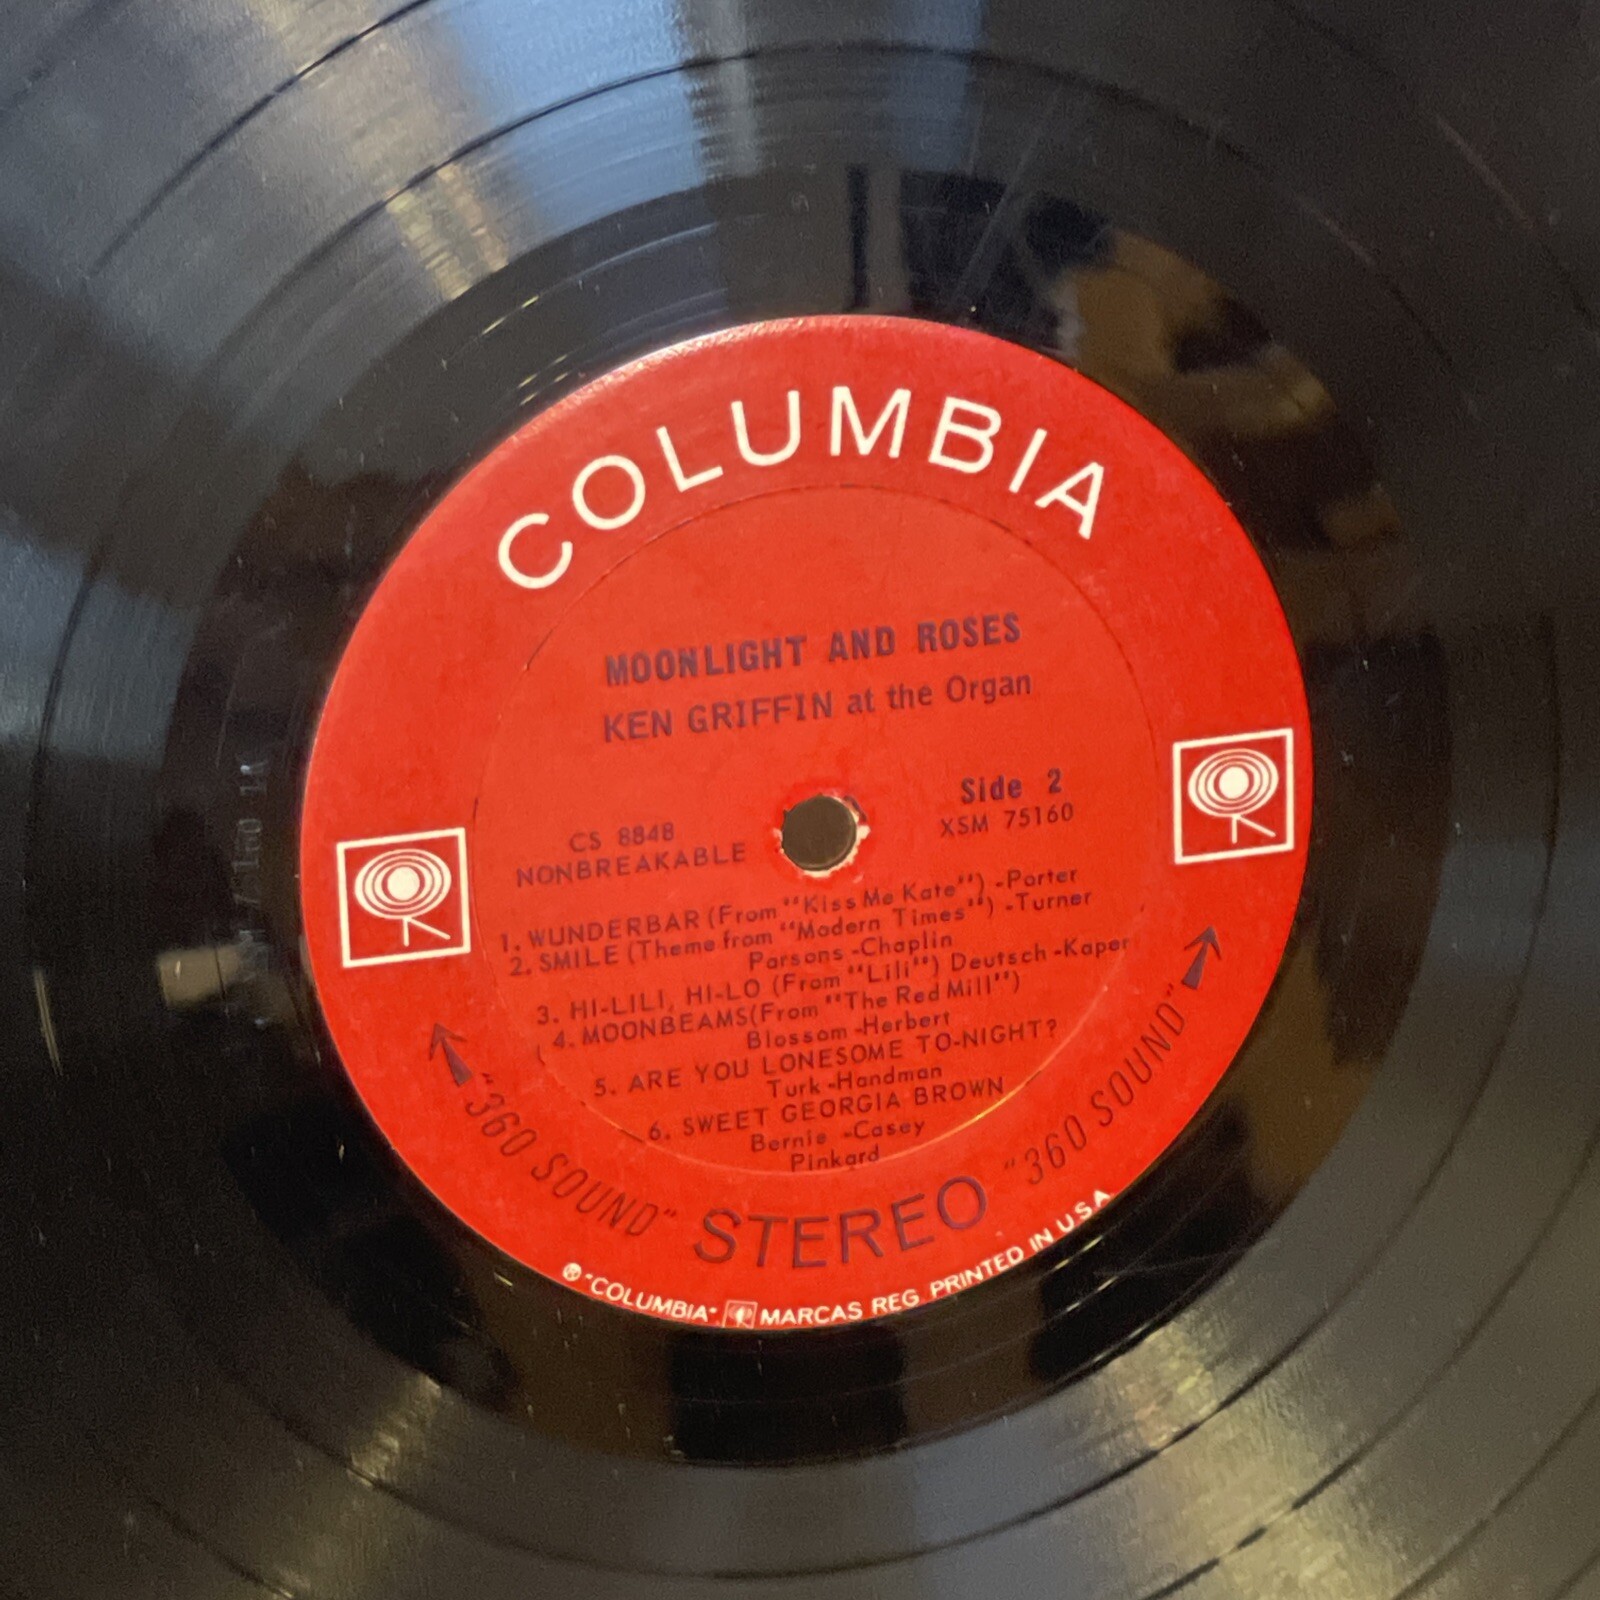 COLUMBIA
MOONLIGHT AND ROSES
KEN GRIFFIN at the Organ
Side 2
CS 8848
XSM 75160
NONBREAKABLE
1. WUNDERBAR (From "Kiss Me Kate") -Porter
2. SMILE (Theme from "Modern Times") -Turner
Parsons -Chaplin
3. HI-LILI, HI-LO (From "Lili") Deutsch -Kaper
4. MOONBEAMS(From "The Red Mill")
Blossom -Herbert
5. ARE YOU LONESOME TO-NIGHT?
Turk -Handman
6. SWEET GEORGIA BROWN
Bernie -Casey
Pinkard
"360 SOUND" STEREO "360 SOUND"
"COLUMBIA", MARCAS REG. PRINTED IN U S A